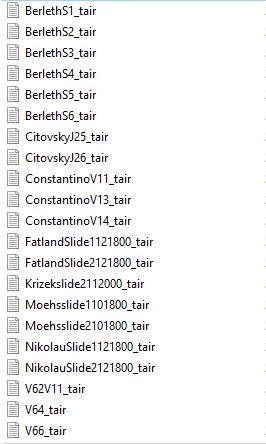 BerlethS1_tair
BerlethS2_tair
BerlethS3_tair
BerlethS4_tair
BerlethS5_tair
BerlethS6_tair
CitovskyJ25_tair
CitovskyJ26_tair
ConstantinoV11_tair
ConstantinoV13_tair
ConstantinoV14_tair
FatlandSlide1121800_tair
FatlandSlide2121800_tair
Krizekslide2112000_tair
Moehsslide1101800_tair
Moehsslide2101800_tair
NikolauSlide1121800_tair
NikolauSlide2121800_tair
V62V11_tair
V64_tair
V66_tair